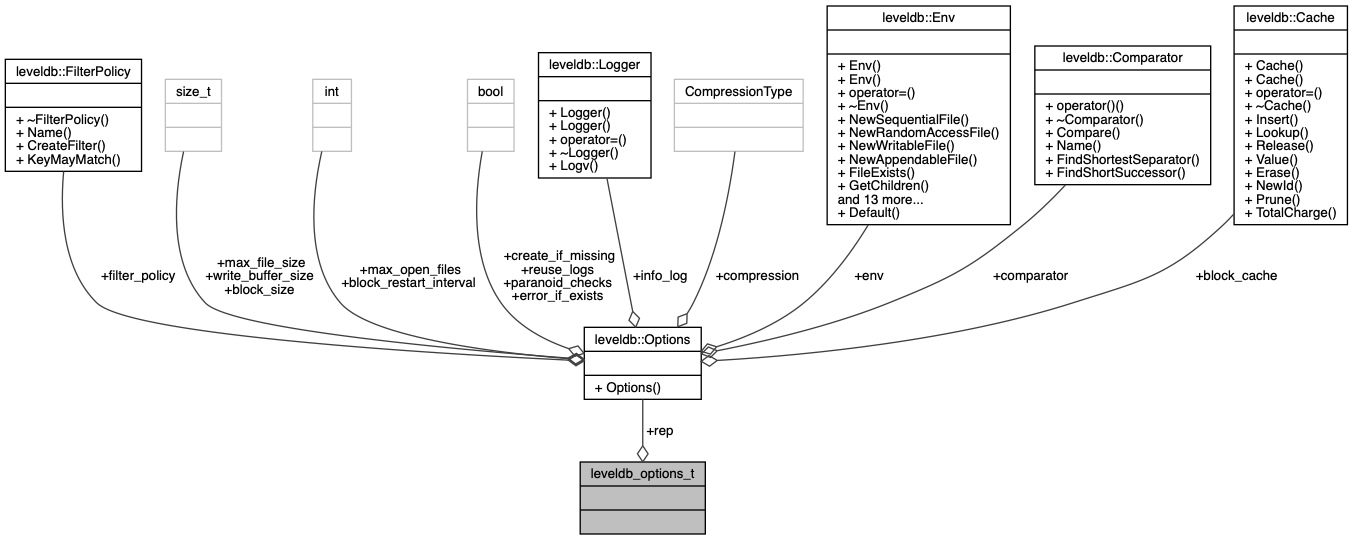 leveldb::FilterPolicy
+ ~FilterPolicy()
+ Name()
+ CreateFilter()
+ KeyMayMatch()
size_t
int
bool
leveldb::Logger
+ Logger()
+ Logger()
+ operator=()
+ ~Logger()
+ Logv()
CompressionType
leveldb::Env
+ Env()
+ Env()
+ operator=()
+ ~Env()
+ NewSequentialFile()
+ NewRandomAccessFile()
+ NewWritableFile()
+ NewAppendableFile()
+ FileExists()
+ GetChildren()
and 13 more...
+ Default()
leveldb::Comparator
+ operator()()
+ ~Comparator()
+ Compare()
+ Name()
+ FindShortestSeparator()
+ FindShortSuccessor()
leveldb::Cache
+ Cache()
+ Cache()
+ operator=()
+ ~Cache()
+ Insert()
+ Lookup()
+ Release()
+ Value()
+ Erase()
+ NewId()
+ Prune()
+ TotalCharge()
+filter_policy
+max_file_size
+write_buffer_size
+block_size
+max_open_files
+block_restart_interval
+create_if_missing
+reuse_logs
+paranoid_checks
+error_if_exists
+info_log
+compression
+env
+comparator
+block_cache
leveldb::Options
+ Options()
+rep
leveldb_options_t